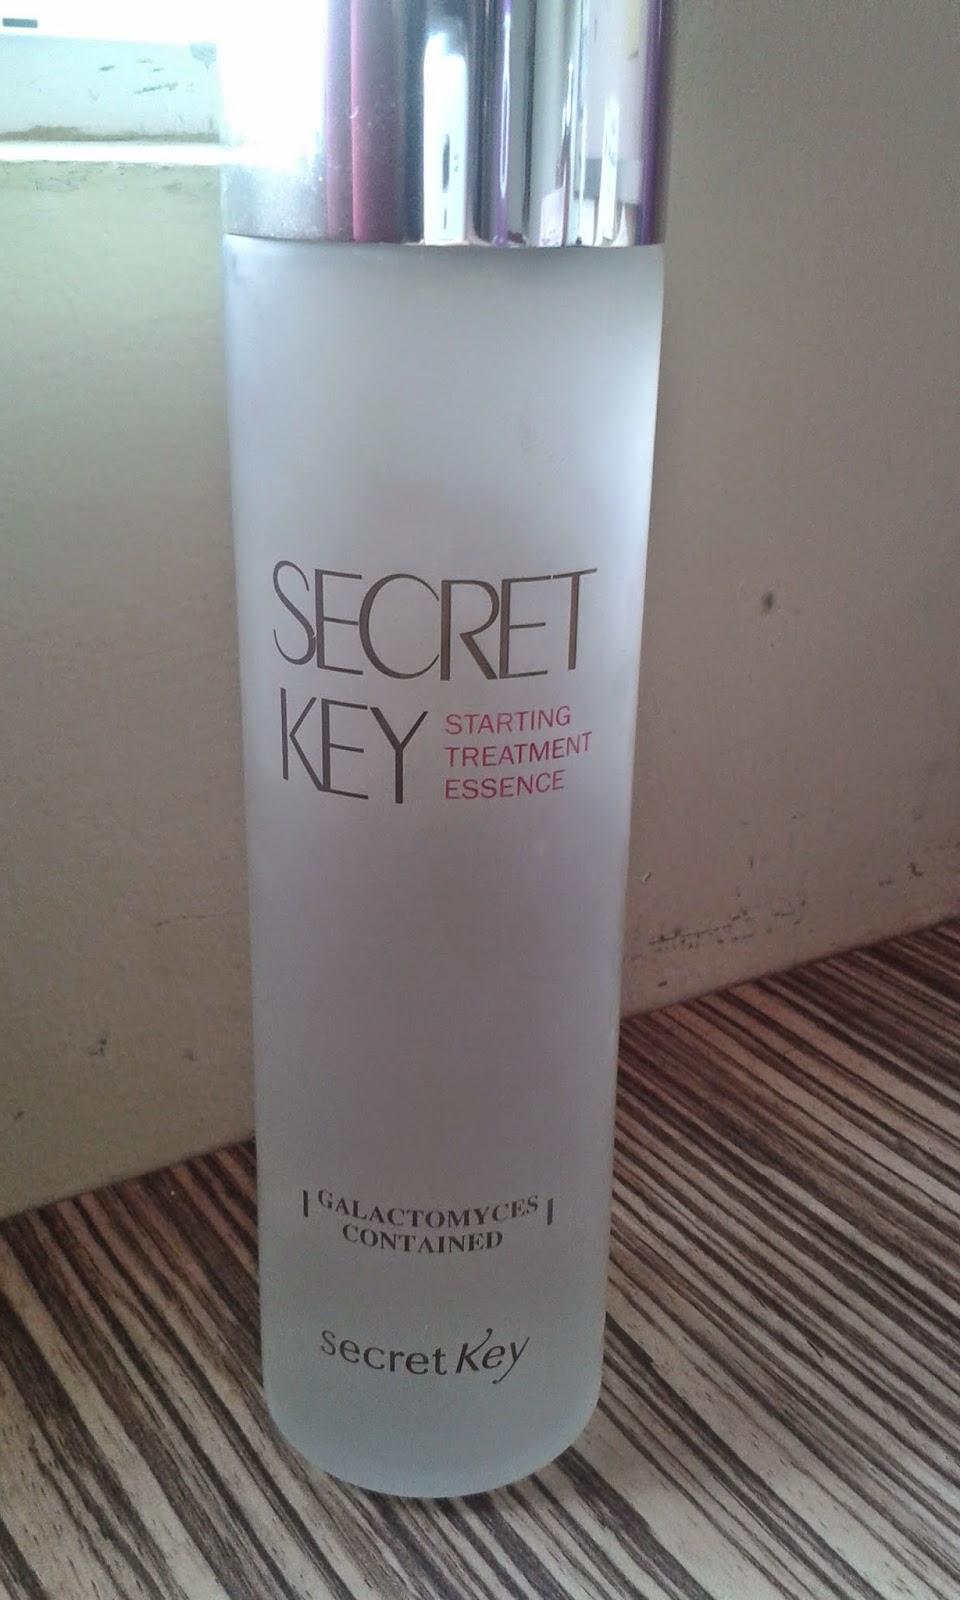 SECRET
KEY
STARTING
TREATMENT
ESSENCE
GALACTOMYCES
CONTAINED
secret Key